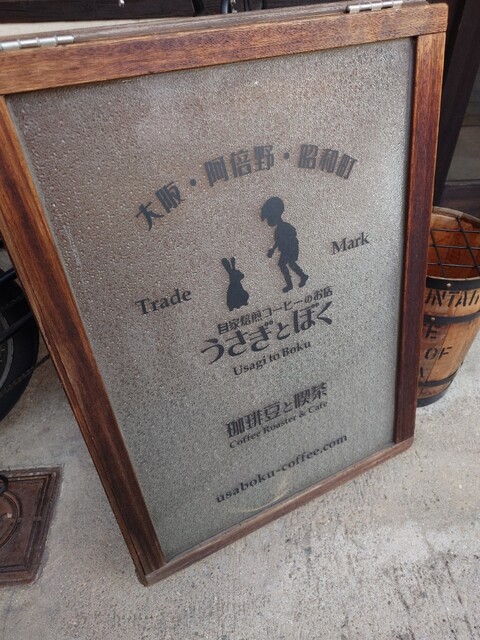 大阪・阿倍野・昭和町
Trade Mark
自家焙煎コーヒーのお店
うさぎとぼく
Usagi to Boku
珈琲豆と喫茶
Coffey Roaster & Cafe
usaboku-coffee.com
OF